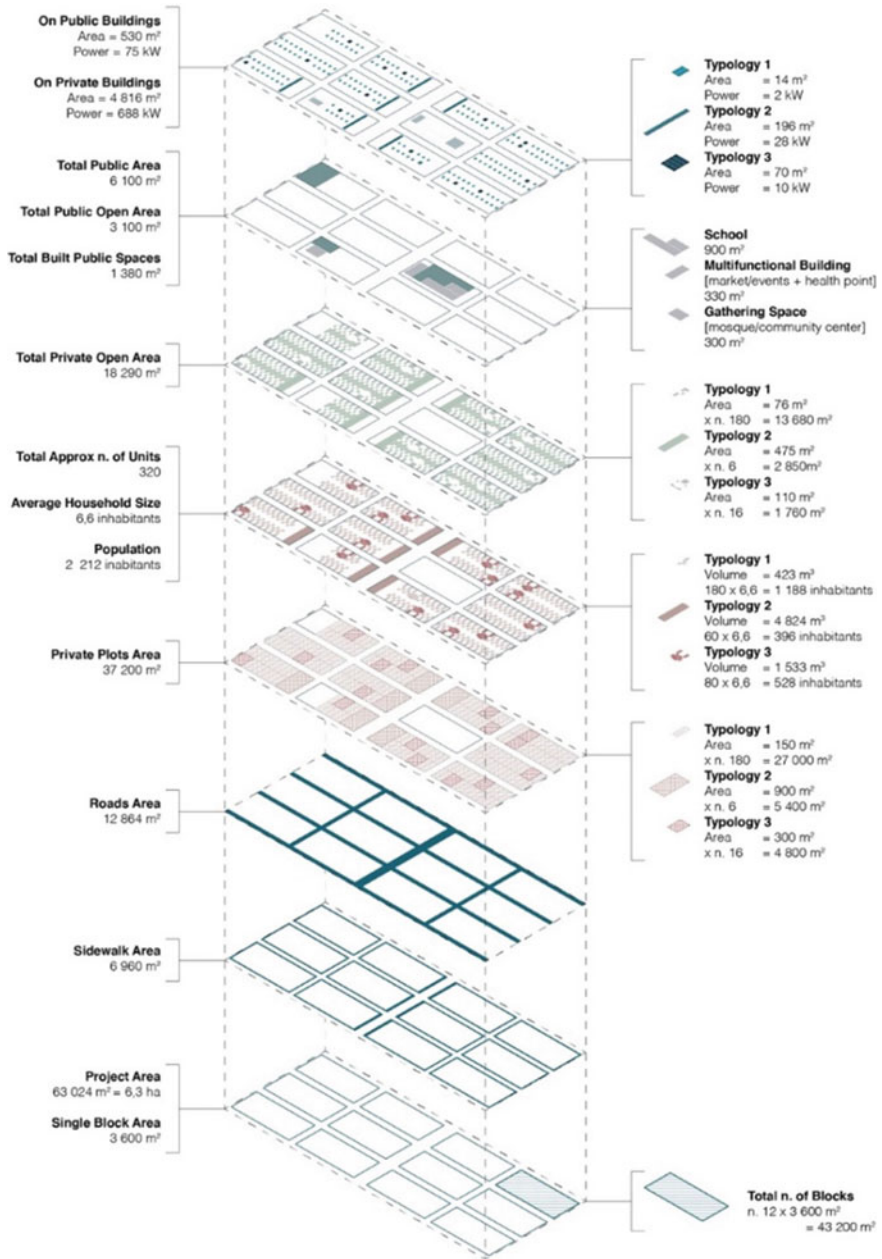 On Public Buildings
Area = 530 m²
Power = 75 kW
On Private Buildings
Area = 4 816 m²
Power = 688 kW
Total Public Area
6 100 m²
Total Public Open Area
3 100 m²
Total Built Public Spaces
1 380 m²
Total Private Open Area
18 290 m²
Total Approx n. of Units
320
Average Household Size
6,6 inhabitants
Population
2 212 inabitants
Private Plots Area
37 200 m²
Roads Area
12 864 m²
Sidewalk Area
6 960 m²
Project Area
63 024 m² = 6,3 ha
Single Block Area
3 600 m²
Typology 1
Area = 14 m²
Power = 2 kW
Typology 2
Area = 196 m²
Power = 28 kW
Typology 3
Area = 70 m²
Power = 10 kW
School
900 m²
Multifunctional Building
[market/events + health point]
330 m²
Gathering Space
[mosque/community center]
300 m²
Typology 1
Area = 76 m²
x n. 180 = 13 680 m²
Typology 2
Area = 475 m²
x n. 6 = 2 850m²
Typology 3
Area = 110 m²
x n. 16 = 1 760 m²
Typology 1
Volume = 423 m³
180 x 6,6 = 1 188 inhabitants
Typology 2
Volume = 4 824 m³
60 x 6,6 = 396 inhabitants
Typology 3
Volume = 1 533 m³
80 x 6,6 = 528 inhabitants
Typology 1
Area = 150 m²
x n. 180 = 27 000 m²
Typology 2
Area = 900 m²
x n. 6 = 5 400 m²
Typology 3
Area = 300 m²
x n. 16 = 4 800 m²
Total n. of Blocks
n. 12 x 3 600 m²
= 43 200 m²